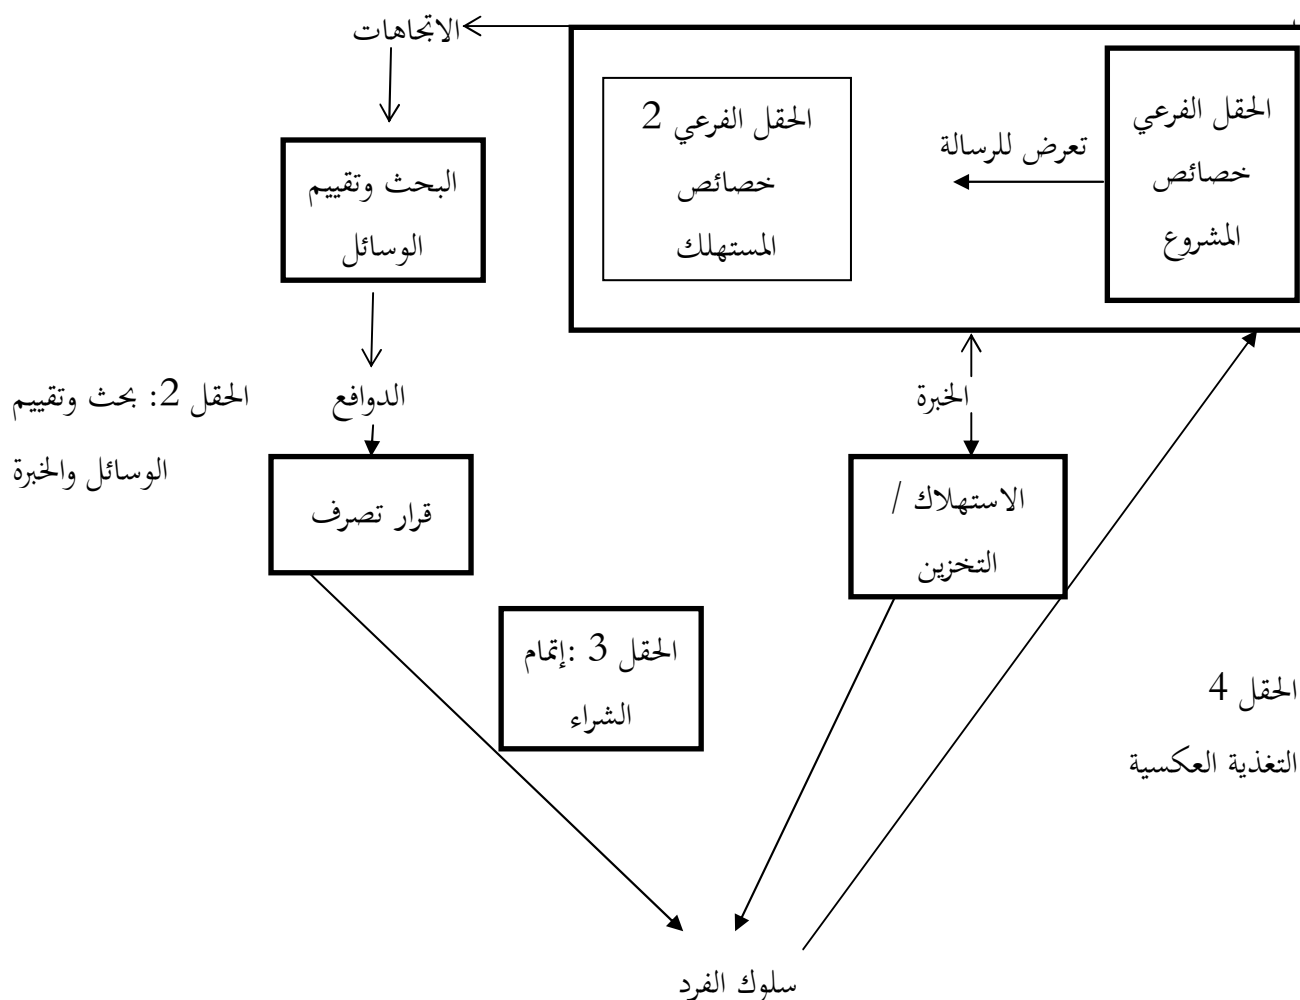 الاتجاهات
الحقل الفرعي
خصائص
المشروع
تعرض للرسالة
الحقل الفرعي 2
خصائص
المستهلك
البحث وتقييم
الوسائل
الدوافع
الحقل 2: بحث وتقييم
الوسائل والخبرة
الخبرة
الاستهلاك /
التخزين
قرار تصرف
الحقل 3 :إتمام
الشراء
الحقل 4
التغذية العكسية
سلوك الفرد